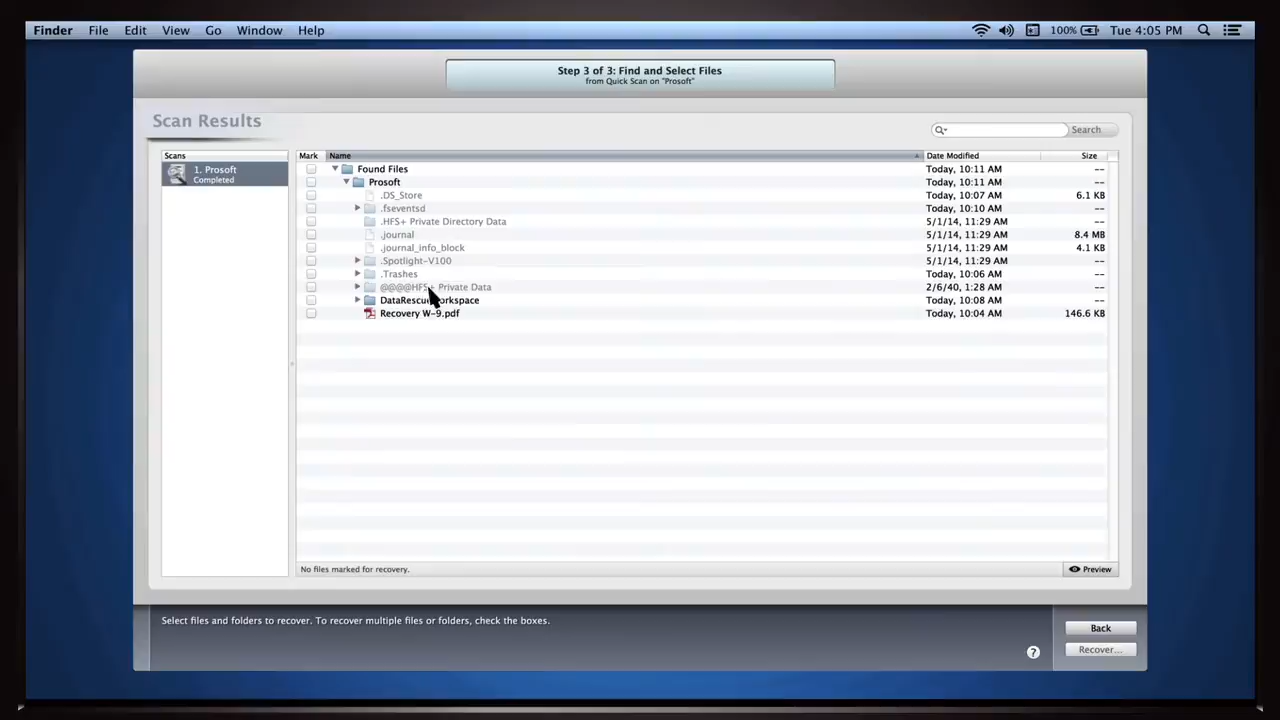 Finder File Edit View Go Window Help 100% Tue 4:05 PM
Step 3 of 3: Find and Select Files
from Quick Scan on "Prosoft"
Scan Results
Search
Scans
1. Prosoft
Completed
Mark Name Date Modified Size
Found Files Today, 10:11 AM --
Prosoft Today, 10:11 AM --
.DS_Store Today, 10:07 AM 6.1 KB
.fseventsd Today, 10:10 AM --
.HFS+ Private Directory Data 5/1/14, 11:29 AM --
.journal 5/1/14, 11:29 AM 8.4 MB
.journal_info_block 5/1/14, 11:29 AM 4.1 KB
.Spotlight-V100 5/1/14, 11:29 AM --
.Trashes Today, 10:06 AM --
@@@@HFS+ Private Data 2/6/40, 1:28 AM --
DataRescue Workspace Today, 10:08 AM --
Recovery W-9.pdf Today, 10:04 AM 146.6 KB
No files marked for recovery.
Preview
Select files and folders to recover. To recover multiple files or folders, check the boxes.
Back
?
Recover...